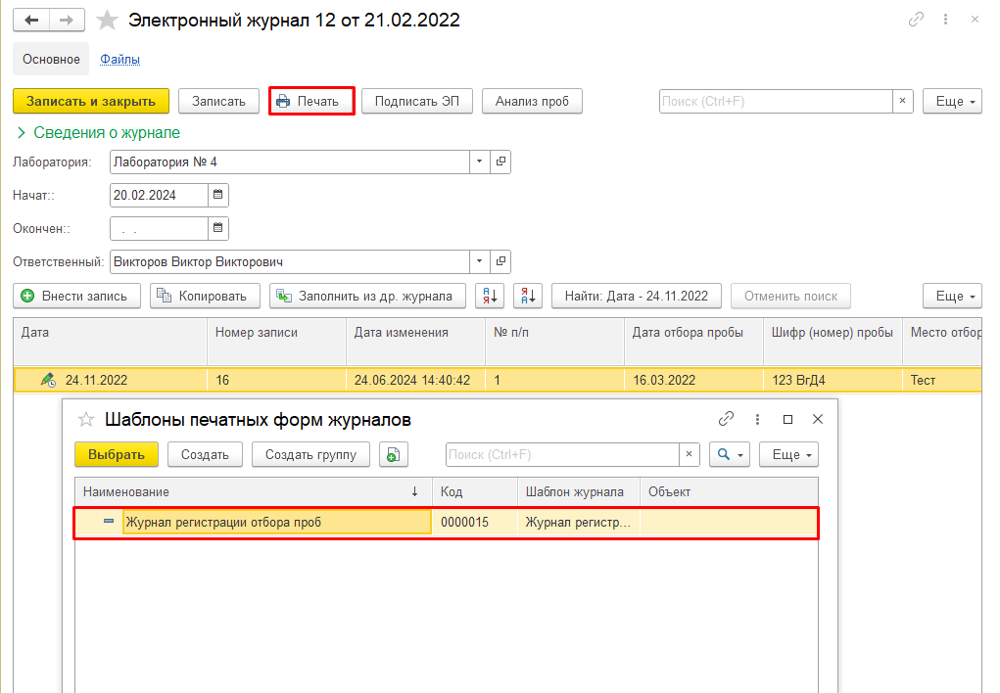 Электронный журнал 12 от 21.02.2022
Основное Файлы
Записать и закрыть Записать Печать Подписать ЭП Анализ проб Поиск (Ctrl+F) × Еще
Сведения о журнале
Лаборатория: Лаборатория № 4
Начат:: 20.02.2024
Окончен:: . .
Ответственный: Викторов Виктор Викторович
Внести запись Копировать Заполнить из др. журнала А Я Я А Найти: Дата - 24.11.2022 Отменить поиск Еще
Дата Номер записи Дата изменения № п/п Дата отбора пробы Шифр (номер) пробы Место отбор
24.11.2022 16 24.06.2024 14:40:42 1 16.03.2022 123 ВгД4 Тест
Шаблоны печатных форм журналов
Выбрать Создать Создать группу Поиск (Ctrl+F) × Еще
Наименование ↓ Код Шаблон журнала Объект
Журнал регистрации отбора проб 0000015 Журнал регистр...